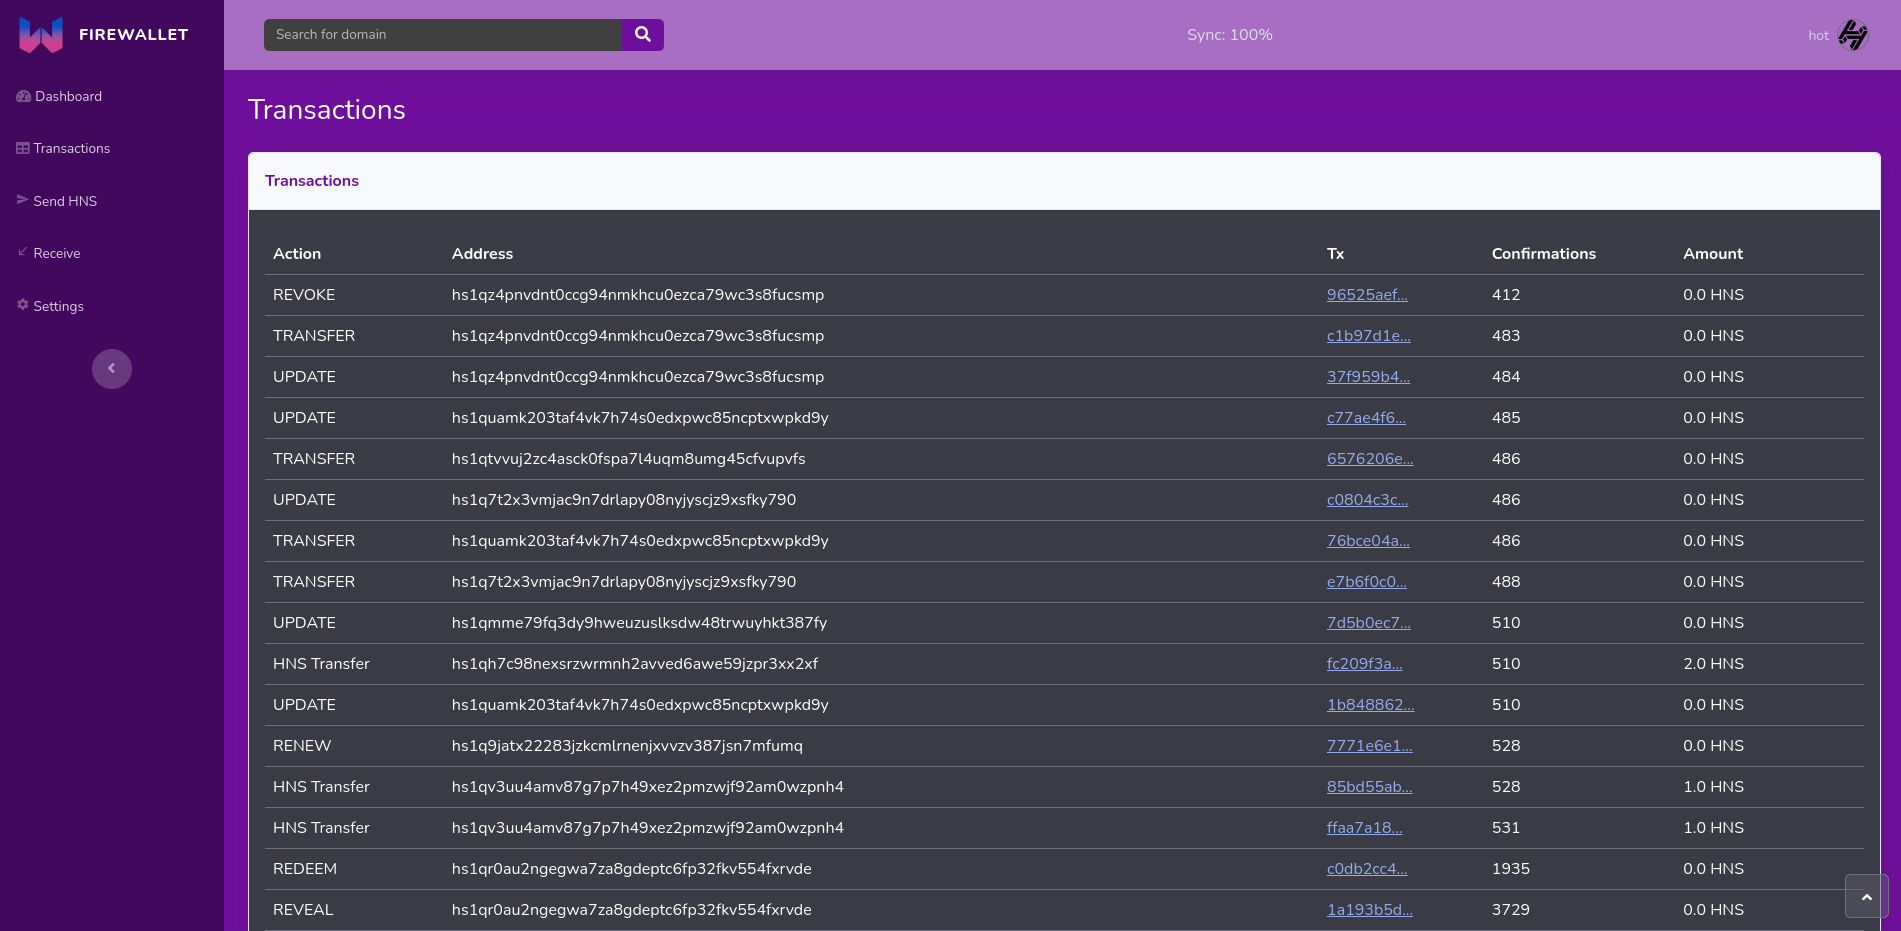 FIREWALLET
Search for domain
Sync: 100%
hot
Dashboard
Transactions
Send HNS
Receive
Settings
Transactions
Transactions
Action Address Tx Confirmations Amount
REVOKE hs1qz4pnvdnt0ccg94nmkhcu0ezca79wc3s8fucsmp 96525aef... 412 0.0 HNS
TRANSFER hs1qz4pnvdnt0ccg94nmkhcu0ezca79wc3s8fucsmp c1b97d1e... 483 0.0 HNS
UPDATE hs1qz4pnvdnt0ccg94nmkhcu0ezca79wc3s8fucsmp 37f959b4... 484 0.0 HNS
UPDATE hs1quamk203taf4vk7h74s0edxpwc85ncptxwpkd9y c77ae4f6... 485 0.0 HNS
TRANSFER hs1qtvvuj2zc4asck0fspa7l4uqm8umg45cfvupvfs 6576206e... 486 0.0 HNS
UPDATE hs1q7t2x3vmjac9n7drlapy08nyjyscjz9xsfky790 c0804c3c... 486 0.0 HNS
TRANSFER hs1quamk203taf4vk7h74s0edxpwc85ncptxwpkd9y 76bce04a... 486 0.0 HNS
TRANSFER hs1q7t2x3vmjac9n7drlapy08nyjyscjz9xsfky790 e7b6f0c0... 488 0.0 HNS
UPDATE hs1qmme79fq3dy9hweuzuslksdw48trwuyhkt387fy 7d5b0ec7... 510 0.0 HNS
HNS Transfer hs1qh7c98nexsrzwrmnh2avved6awe59jzpr3xx2xf fc209f3a... 510 2.0 HNS
UPDATE hs1quamk203taf4vk7h74s0edxpwc85ncptxwpkd9y 1b848862... 510 0.0 HNS
RENEW hs1q9jatx22283jzkcmlrnenjxvvzv387jsn7mfumq 7771e6e1... 528 0.0 HNS
HNS Transfer hs1qv3uu4amv87g7p7h49xez2pmzwjf92am0wzpnh4 85bd55ab... 528 1.0 HNS
HNS Transfer hs1qv3uu4amv87g7p7h49xez2pmzwjf92am0wzpnh4 ffaa7a18... 531 1.0 HNS
REDEEM hs1qr0au2ngegwa7za8gdeptc6fp32fkv554fxrvde c0db2cc4... 1935 0.0 HNS
REVEAL hs1qr0au2ngegwa7za8gdeptc6fp32fkv554fxrvde 1a193b5d... 3729 0.0 HNS